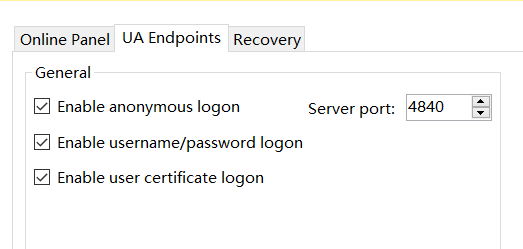 Online Panel UA Endpoints Recovery
General
Enable anonymous logon Server port: 4840
Enable username/password logon
Enable user certificate logon